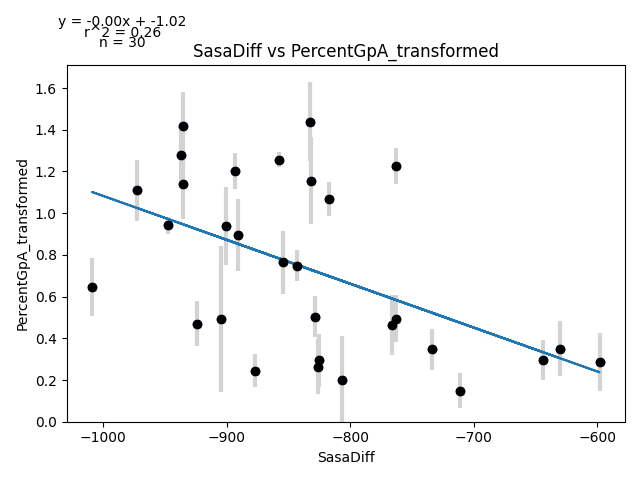 y = -0.00x + -1.02
r^2 = 0.26
n = 30
SasaDiff vs PercentGpA_transformed
PercentGpA_transformed
1.6
1.4
1.2
1.0
0.8
0.6
0.4
0.2
0.0
−1000 −900 −800 −700 −600
SasaDiff